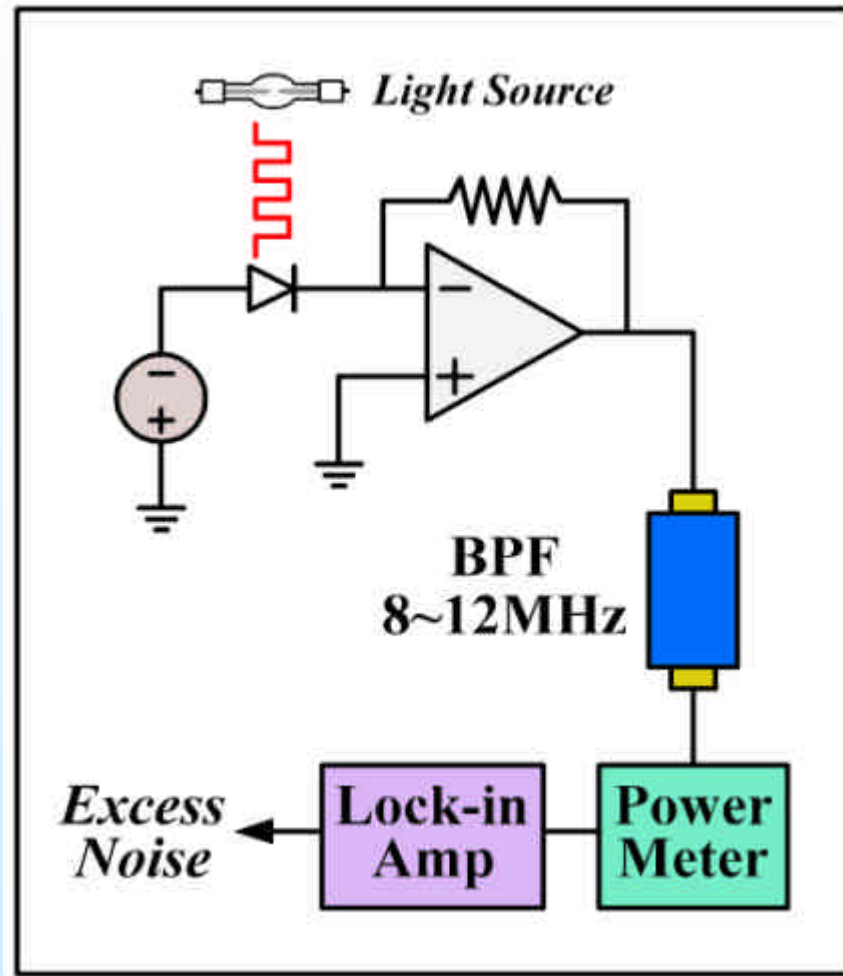 Light Source
−
+
−
+
BPF
8~12MHz
Excess
Noise
Lock-in
Amp
Power
Meter